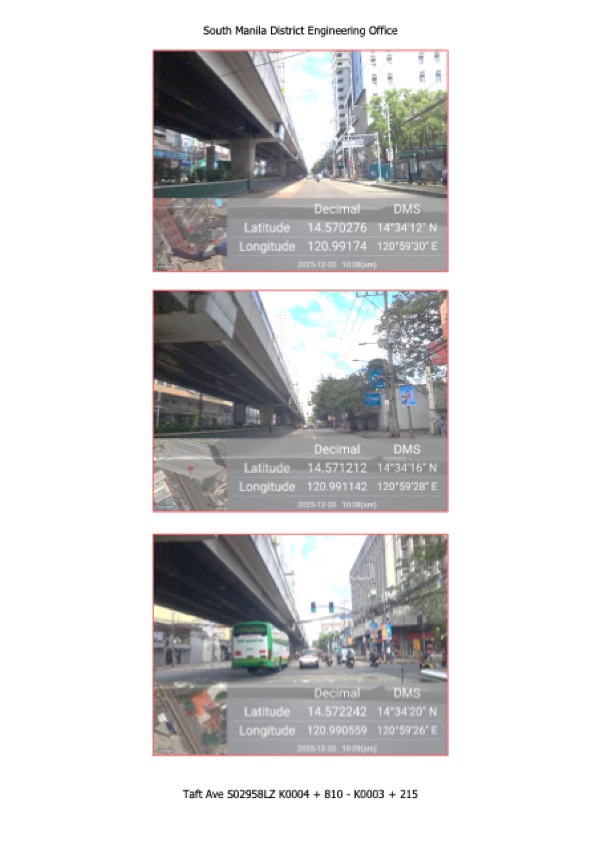 South Manila District Engineering Office
Decimal DMS
Latitude 14.570276 14°34'12" N
Longitude 120.99174 120°59'30" E
2025-12-20 10:08(am)
Decimal DMS
Latitude 14.571212 14°34'16" N
Longitude 120.991142 120°59'28" E
2025-12-20 10:08(am)
Decimal DMS
Latitude 14.572242 14°34'20" N
Longitude 120.990559 120°59'26" E
2025-12-20 10:09(am)
Taft Ave S02958LZ K0004 + 810 - K0003 + 215